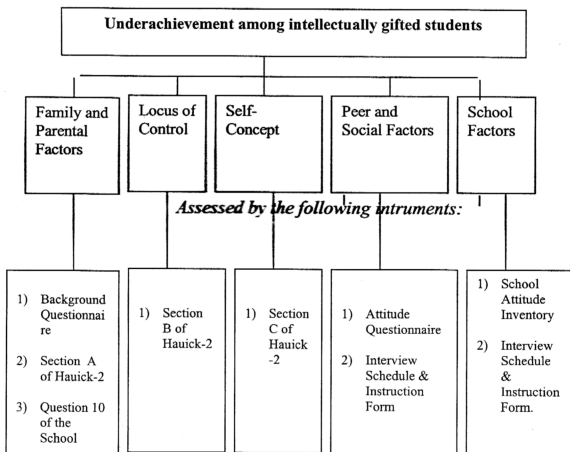 Underachievement among intellectually gifted students
Family and
Parental
Factors
Locus of
Control
Self-
Concept
Peer and
Social Factors
School
Factors
Assessed by the following intruments:
1) Background
Questionnai
re
2) Section A
of Hauick-2
3) Question 10
of the
School
1) Section
B of
Hauick-2
1) Section
C of
Hauick
-2
1) Attitude
Questionnaire
2) Interview
Schedule &
Instruction
Form
1) School
Attitude
Inventory
2) Interview
Schedule
&
Instruction
Form.